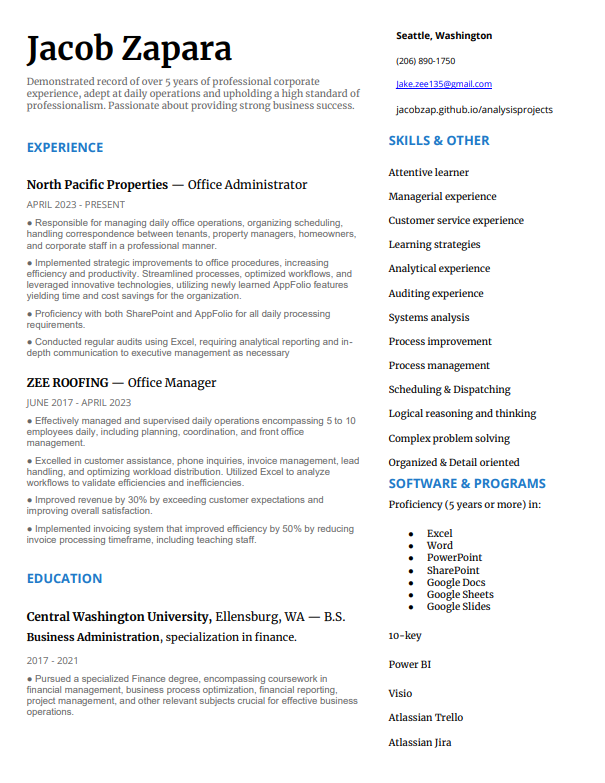 Jacob Zapara
Demonstrated record of over 5 years of professional corporate
experience, adept at daily operations and upholding a high standard of
professionalism. Passionate about providing strong business success.
EXPERIENCE
North Pacific Properties — Office Administrator
APRIL 2023 - PRESENT
● Responsible for managing daily office operations, organizing scheduling,
handling correspondence between tenants, property managers, homeowners,
and corporate staff in a professional manner.
● Implemented strategic improvements to office procedures, increasing
efficiency and productivity. Streamlined processes, optimized workflows, and
leveraged innovative technologies, utilizing newly learned AppFolio features
yielding time and cost savings for the organization.
● Proficiency with both SharePoint and AppFolio for all daily processing
requirements.
● Conducted regular audits using Excel, requiring analytical reporting and in-
depth communication to executive management as necessary
ZEE ROOFING — Office Manager
JUNE 2017 - APRIL 2023
● Effectively managed and supervised daily operations encompassing 5 to 10
employees daily, including planning, coordination, and front office
management.
● Excelled in customer assistance, phone inquiries, invoice management, lead
handling, and optimizing workload distribution. Utilized Excel to analyze
workflows to validate efficiencies and inefficiencies.
● Improved revenue by 30% by exceeding customer expectations and
improving overall satisfaction.
● Implemented invoicing system that improved efficiency by 50% by reducing
invoice processing timeframe, including teaching staff.
EDUCATION
Central Washington University, Ellensburg, WA — B.S.
Business Administration, specialization in finance.
2017 - 2021
● Pursued a specialized Finance degree, encompassing coursework in
financial management, business process optimization, financial reporting,
project management, and other relevant subjects crucial for effective business
operations.
Seattle, Washington
(206) 890-1750
Jake.zee135@gmail.com
jacobzap.github.io/analysisprojects
SKILLS & OTHER
Attentive learner
Managerial experience
Customer service experience
Learning strategies
Analytical experience
Auditing experience
Systems analysis
Process improvement
Process management
Scheduling & Dispatching
Logical reasoning and thinking
Complex problem solving
Organized & Detail oriented
SOFTWARE & PROGRAMS
Proficiency (5 years or more) in:
● Excel
● Word
● PowerPoint
● SharePoint
● Google Docs
● Google Sheets
● Google Slides
10-key
Power BI
Visio
Atlassian Trello
Atlassian Jira